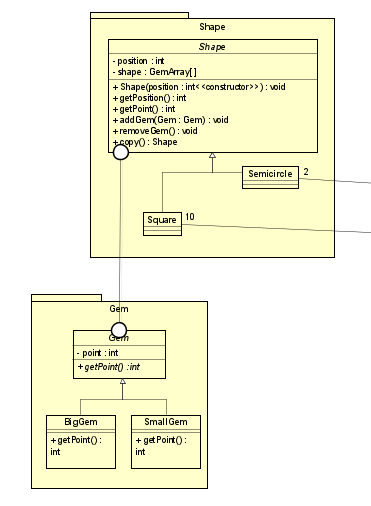 Shape
Shape
- position : int
- shape : GemArray[]
+ Shape(position : int<<constructor>>) : void
+ getPosition() : int
+ getPoint() : int
+ addGem(Gem : Gem) : void
+ removeGem() : void
+ copy() : Shape
Semicircle
2
Square
10
Gem
Gem
- point : int
+ getPoint() :int
BigGem
+ getPoint() :
int
SmallGem
+ getPoint() :
int